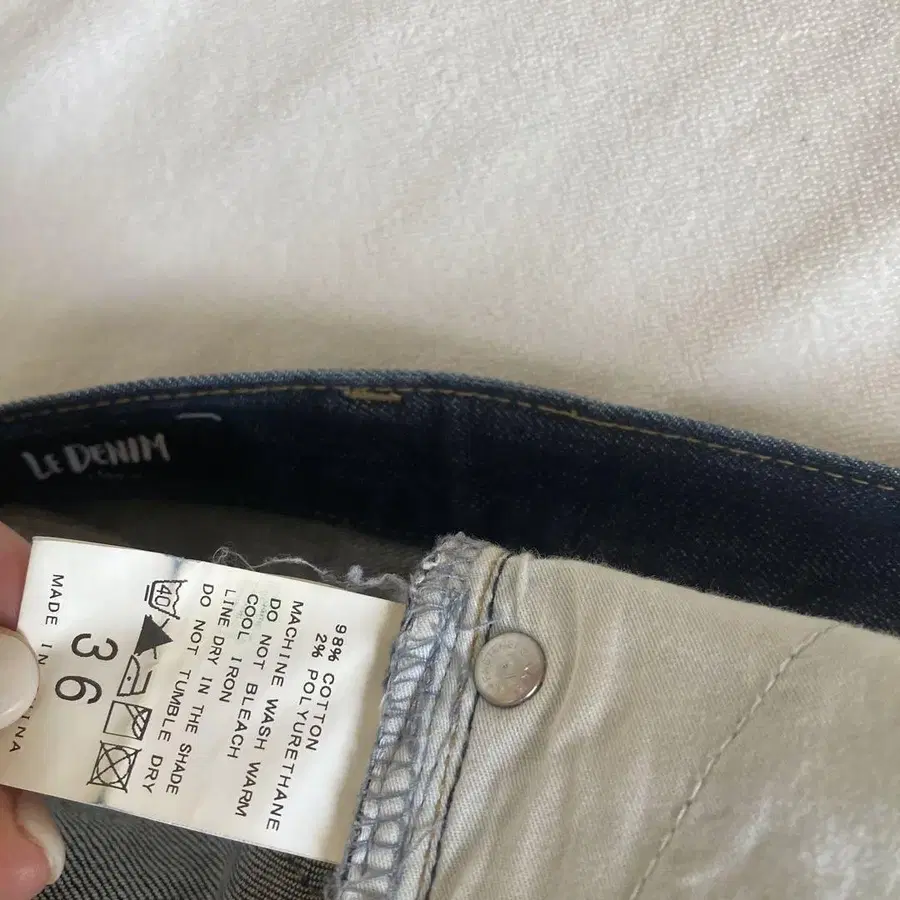 LE DENIM
98% COTTON
2% POLYURETHANE
MACHINE WASH WARM
DO NOT BLEACH
COOL IRON
LINE DRY IN THE SHADE
DO NOT TUMBLE DRY
40
36
MADE IN